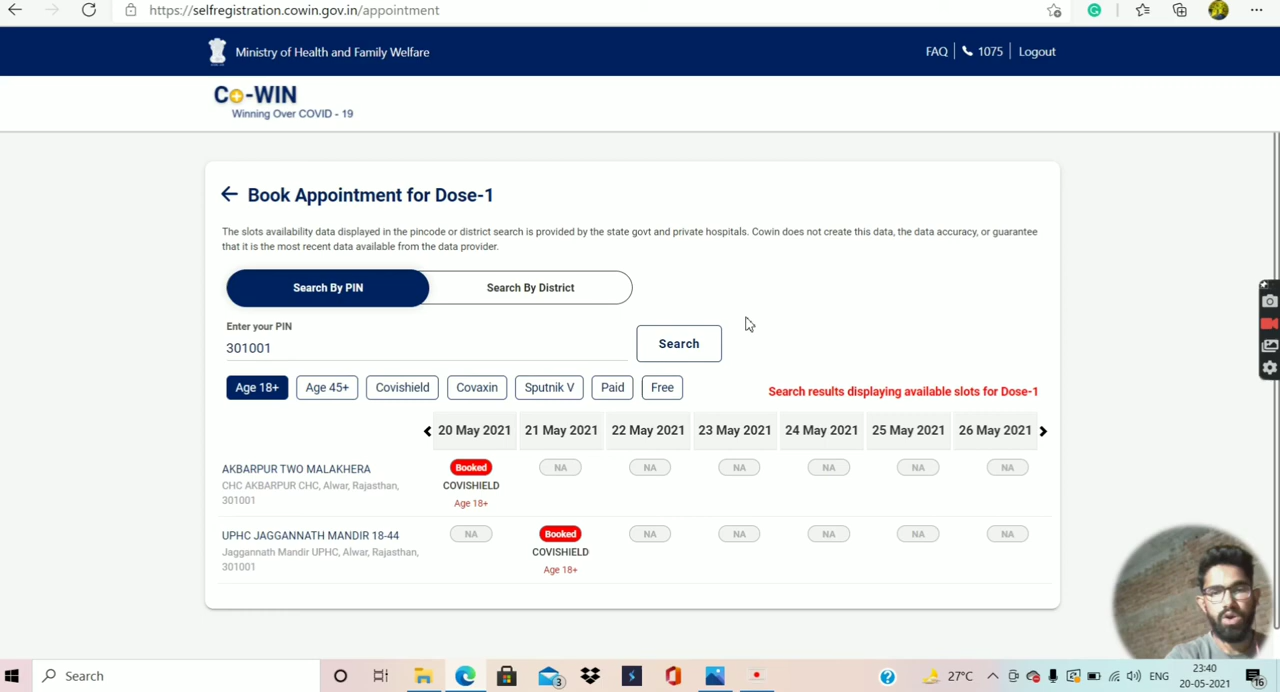 https://selfregistration.cowin.gov.in/appointment
Ministry of Health and Family Welfare
FAQ
1075
Logout
Co-WIN
Winning Over COVID - 19
Book Appointment for Dose-1
The slots availability data displayed in the pincode or district search is provided by the state govt and private hospitals. Cowin does not create this data, the data accuracy, or guarantee
that it is the most recent data available from the data provider.
Search By PIN
Search By District
Enter your PIN
301001
Search
Age 18+
Age 45+
Covishield
Covaxin
Sputnik V
Paid
Free
Search results displaying available slots for Dose-1
20 May 2021
21 May 2021
22 May 2021
23 May 2021
24 May 2021
25 May 2021
26 May 2021
AKBARPUR TWO MALAKHERA
CHC AKBARPUR CHC, Alwar, Rajasthan,
301001
Booked
COVISHIELD
Age 18+
NA
NA
NA
NA
NA
NA
UPHC JAGGANNATH MANDIR 18-44
Jaggannath Mandir UPHC, Alwar, Rajasthan,
301001
NA
Booked
COVISHIELD
Age 18+
NA
NA
NA
NA
NA
Search
3
27°C
ENG
23:40
20-05-2021
16